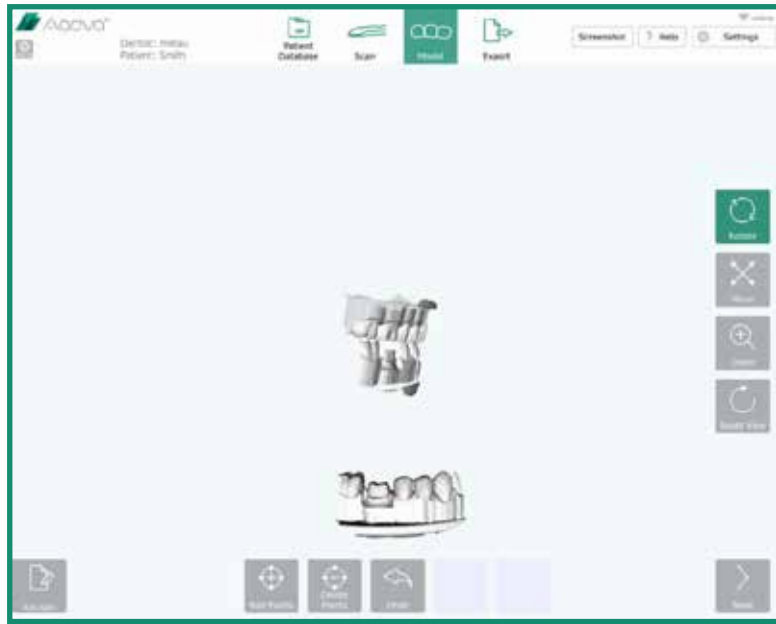 Aadva
Dentist:
Patient: Smith
Patient
Database
Scan
Model
Export
Screenshot
? Help
Settings
Rotate
Move
Zoom
Reset View
Add Points
Delete
Points
Undo
Next